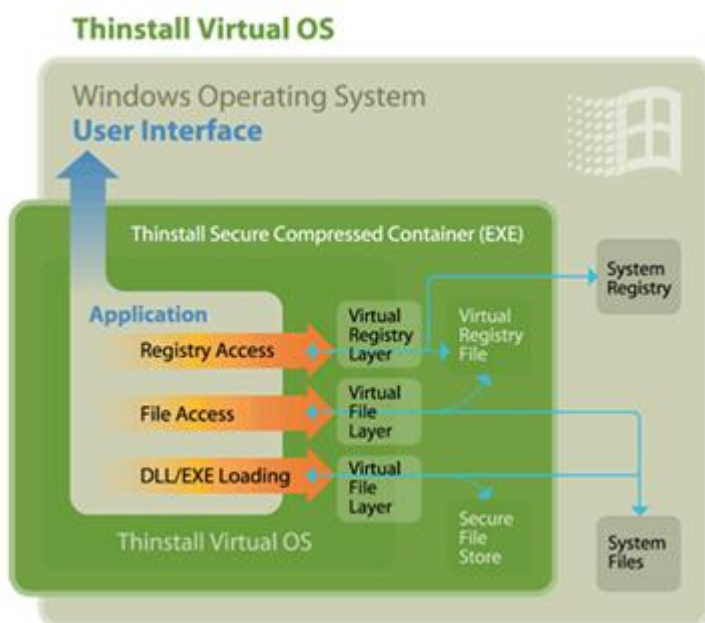 Thinstall Virtual OS
Windows Operating System
User Interface
Thinstall Secure Compressed Container (EXE)
System
Registry
Application
Registry Access
Virtual
Registry
Layer
Virtual
Registry
File
File Access
Virtual
File
Layer
DLL/EXE Loading
Virtual
File
Layer
Thinstall Virtual OS
Secure
File
Store
System
Files